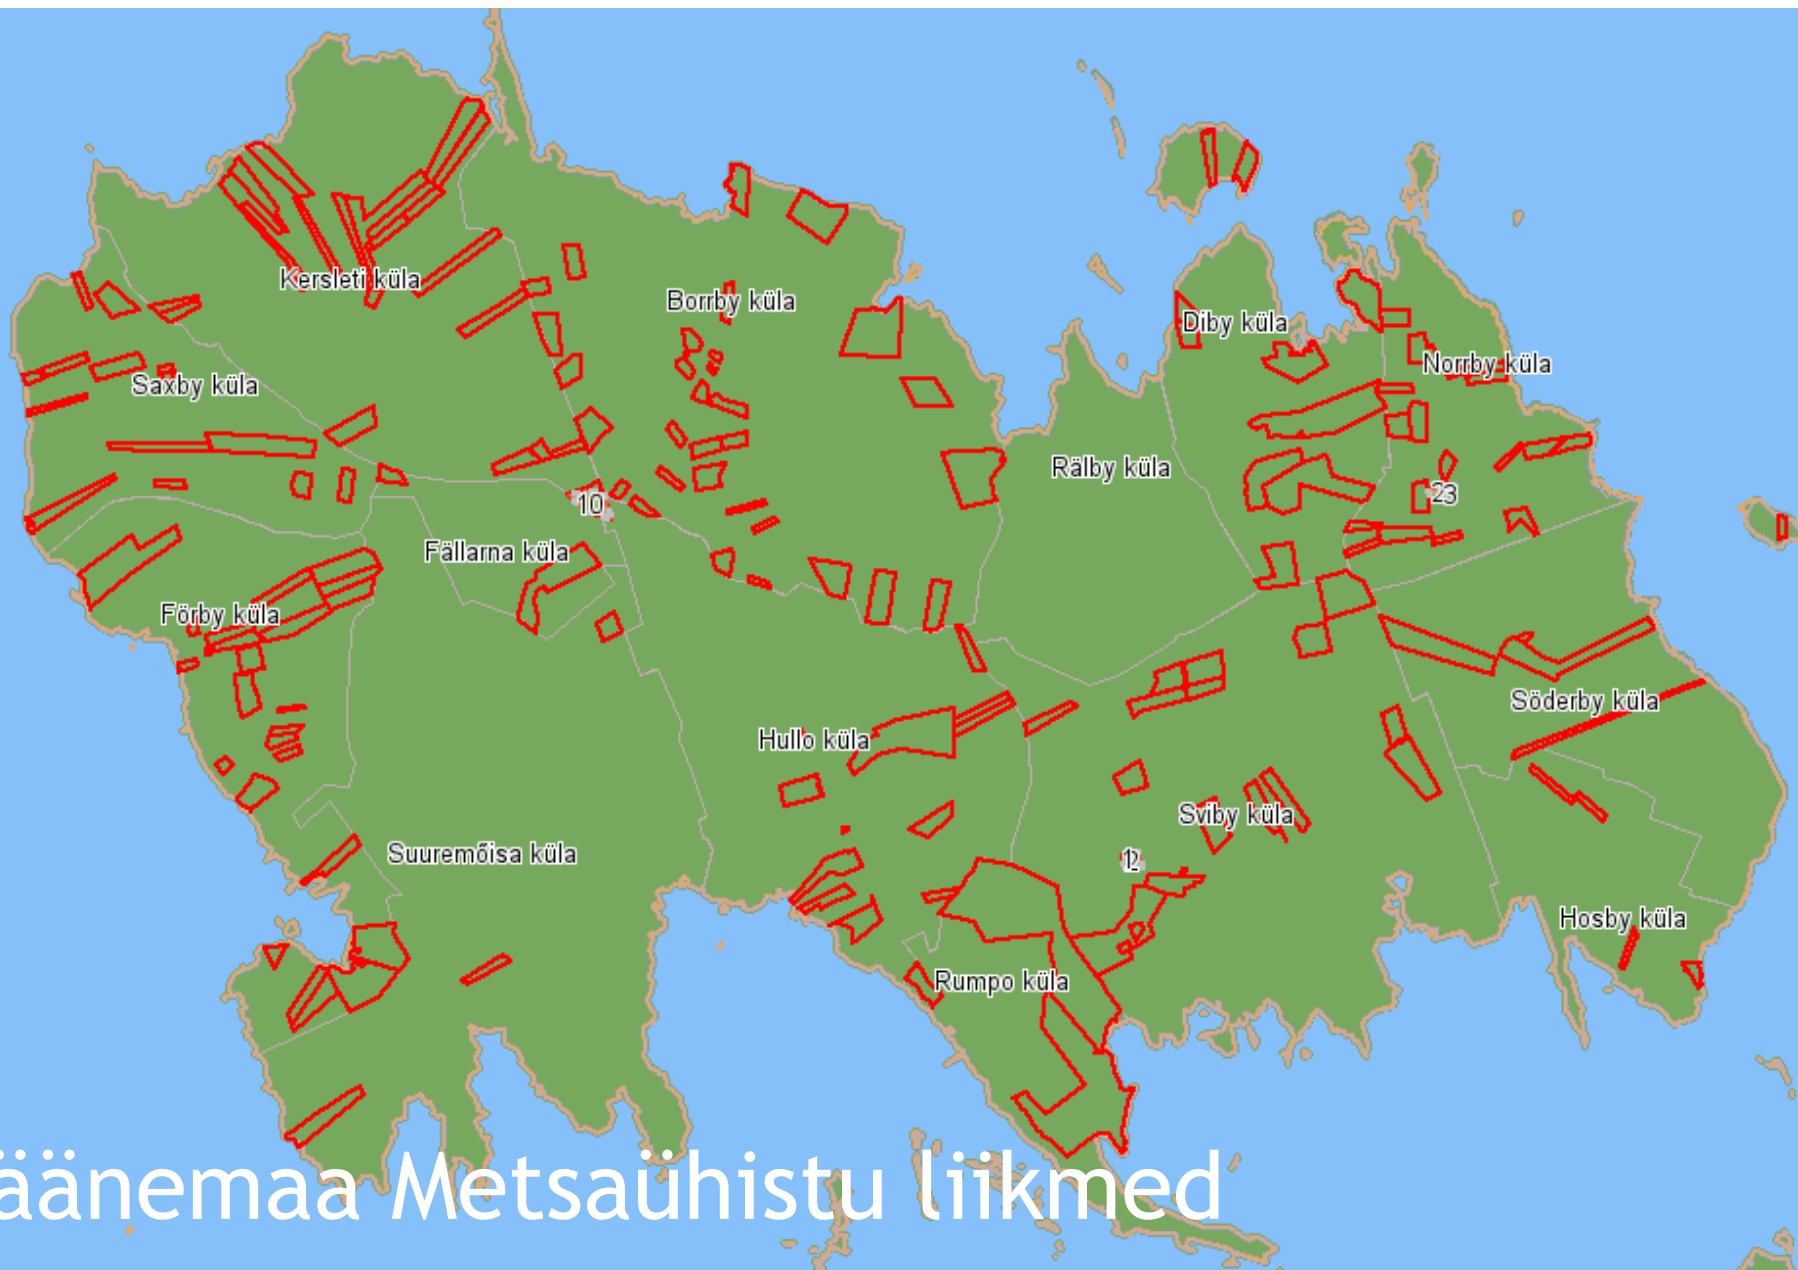 Kersleti küla
Borrby küla
Diby küla
Norrby küla
Saxby küla
Rälby küla
10
23
Fällarna küla
Förby küla
Söderby küla
Hullo küla
Sviby küla
Suuremõisa küla
Hosby küla
Rumpo küla
äänemaa Metsaühistu liikmed